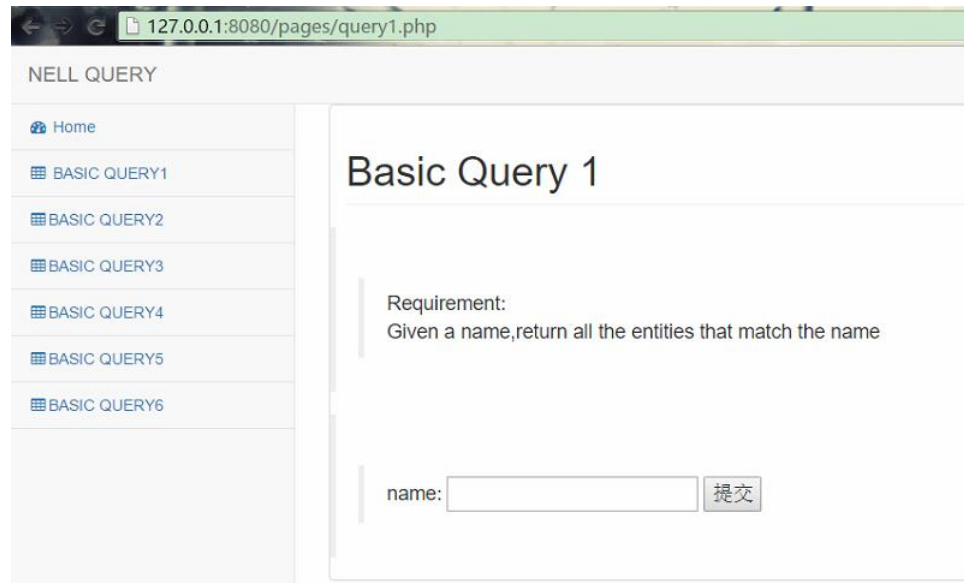 127.0.0.1:8080/pages/query1.php
NELL QUERY
Home
BASIC QUERY1
BASIC QUERY2
BASIC QUERY3
BASIC QUERY4
BASIC QUERY5
BASIC QUERY6
Basic Query 1
Requirement:
Given a name,return all the entities that match the name
name: 提交